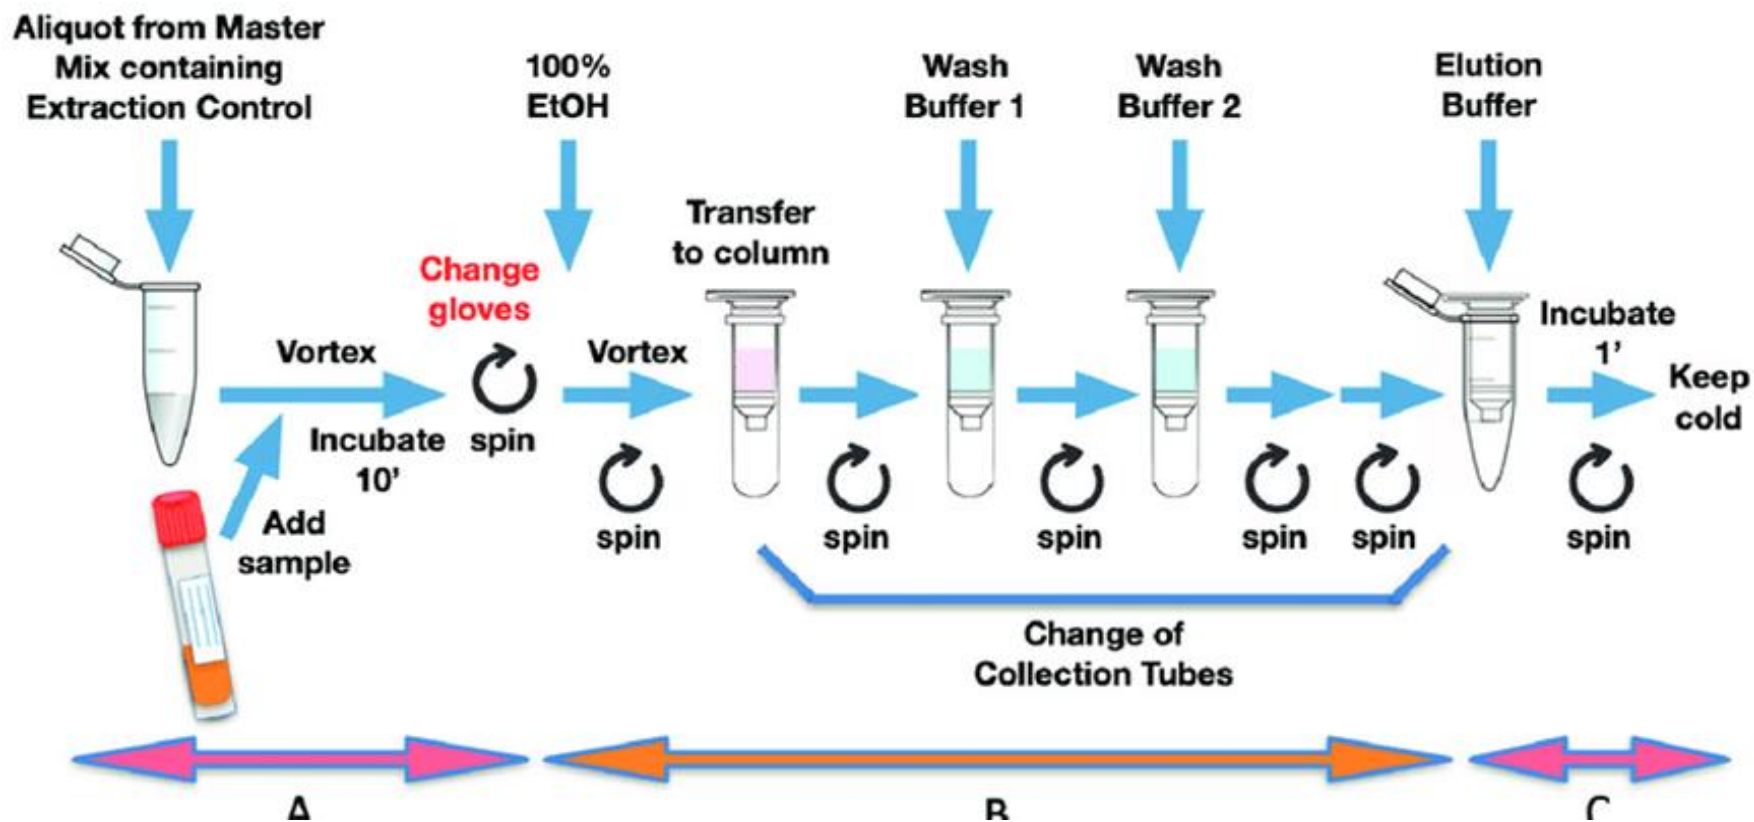 Aliquot from Master
Mix containing
Extraction Control
100%
EtOH
Wash
Buffer 1
Wash
Buffer 2
Elution
Buffer
Transfer
to column
Change
gloves
Vortex
Incubate
10’
spin
Vortex
spin
Add
sample
spin
spin
spin
spin
Incubate
1’
Keep
cold
spin
Change of
Collection Tubes
A
B
C